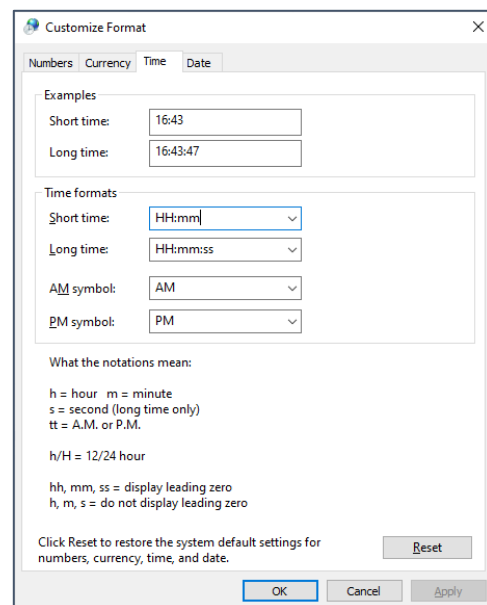 Customize Format
Numbers Currency Time Date
Examples
Short time: 16:43
Long time: 16:43:47
Time formats
Short time: HH:mm
Long time: HH:mm:ss
AM symbol: AM
PM symbol: PM
What the notations mean:
h = hour m = minute
s = second (long time only)
tt = A.M. or P.M.
h/H = 12/24 hour
hh, mm, ss = display leading zero
h, m, s = do not display leading zero
Click Reset to restore the system default settings for
numbers, currency, time, and date.
Reset
OK Cancel Apply